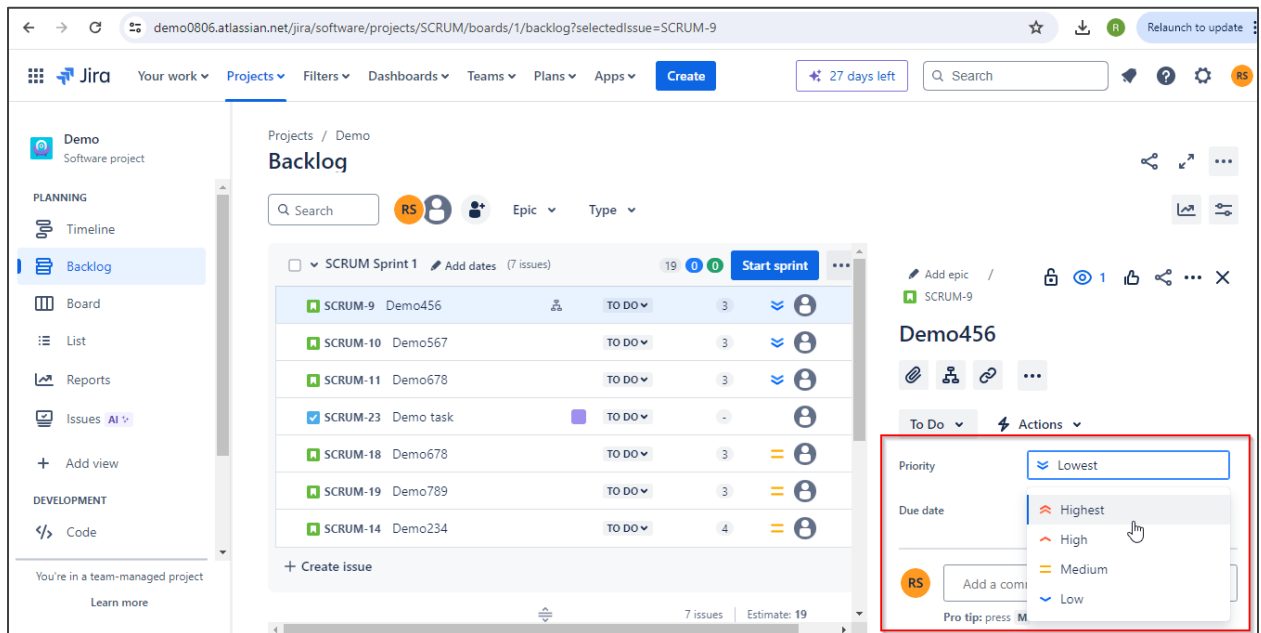 demo0806.atlassian.net/jira/software/projects/SCRUM/boards/1/backlog?selectedIssue=SCRUM-9
R
Relaunch to update
Jira
Your work
Projects
Filters
Dashboards
Teams
Plans
Apps
Create
27 days left
Search
RS
Demo
Software project
PLANNING
Timeline
Backlog
Board
List
Reports
Issues AI
+ Add view
DEVELOPMENT
Code
You're in a team-managed project
Learn more
Projects / Demo
Backlog
Search
RS
Epic
Type
SCRUM Sprint 1 Add dates (7 issues) 19 0 0 Start sprint
SCRUM-9 Demo456 TO DO 3
SCRUM-10 Demo567 TO DO 3
SCRUM-11 Demo678 TO DO 3
SCRUM-23 Demo task TO DO -
SCRUM-18 Demo678 TO DO 3
SCRUM-19 Demo789 TO DO 3
SCRUM-14 Demo234 TO DO 4
+ Create issue
7 issues Estimate: 19
Add epic /
SCRUM-9
1
Demo456
To Do
Actions
Priority
Lowest
Due date
Highest
High
Medium
Low
RS
Add a com
Pro tip: press M